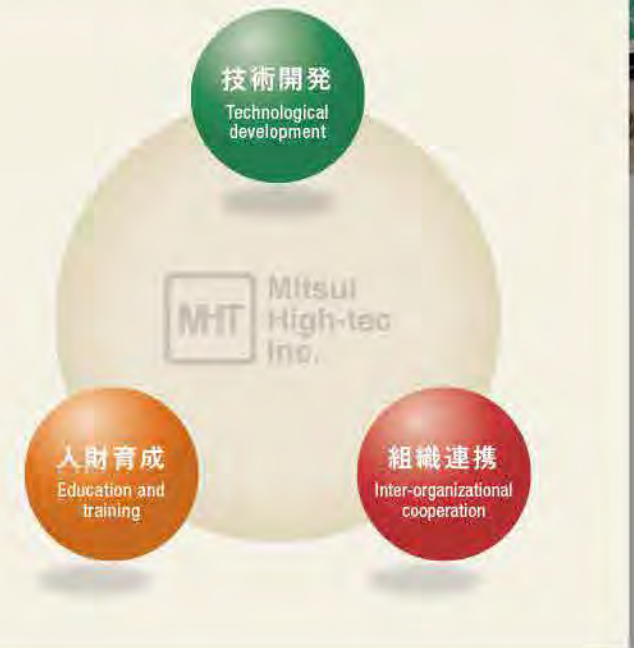 技術開発
Technological
development
MHT
Mitsui
High-tec
Inc.
人財育成
Education and
training
組織連携
Inter-organizational
cooperation